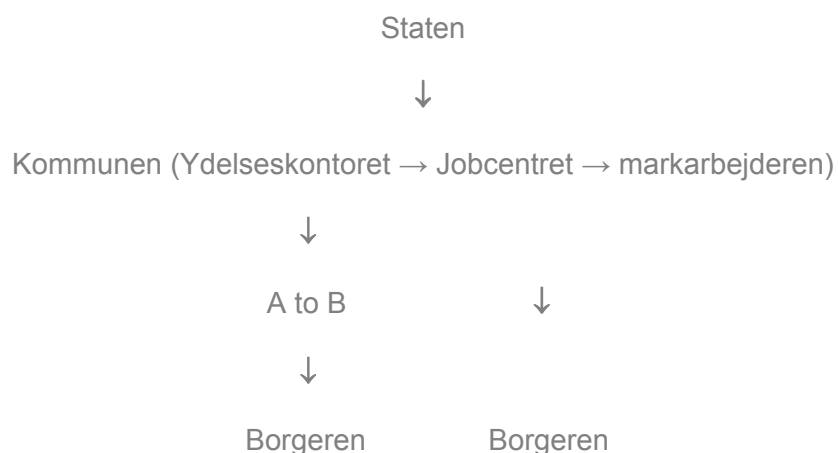 Staten
↓
Kommunen (Ydelseskontoret → Jobcentret → markarbejderen)
↓
A to B ↓
↓
Borgeren Borgeren